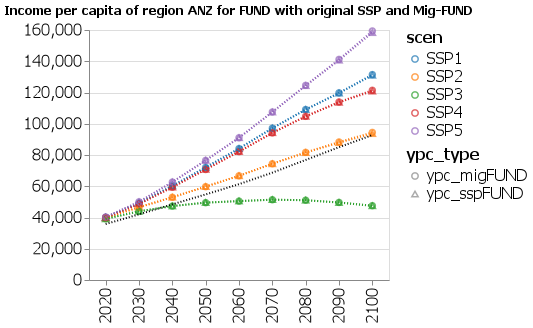 Income per capita of region ANZ for FUND with original SSP and Mig-FUND
160,000
140,000
120,000
100,000
80,000
60,000
40,000
20,000
0
2020
2030
2040
2050
2060
2070
2080
2090
2100
scen
SSP1
SSP2
SSP3
SSP4
SSP5
ypc_type
ypc_migFUND
ypc_sspFUND